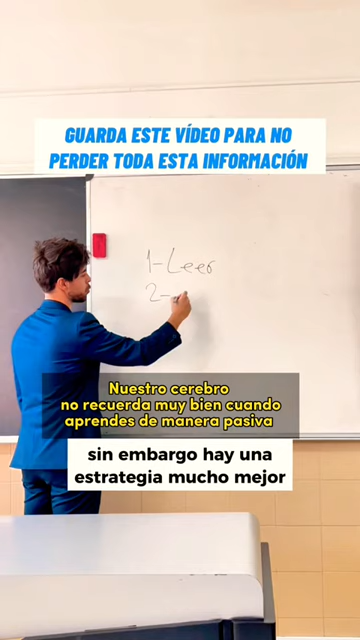 GUARDA ESTE VÍDEO PARA NO
PERDER TODA ESTA INFORMACIÓN
1-Leer
2-
Nuestro cerebro
no recuerda muy bien cuando
aprendes de manera pasiva
sin embargo hay una
estrategia mucho mejor